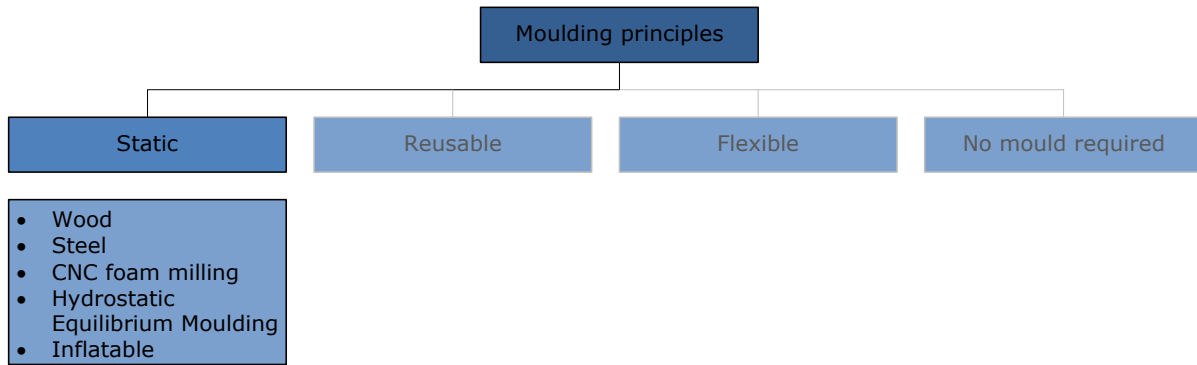 Moulding principles
Static
Reusable
Flexible
No mould required
• Wood
• Steel
• CNC foam milling
• Hydrostatic
Equilibrium Moulding
• Inflatable